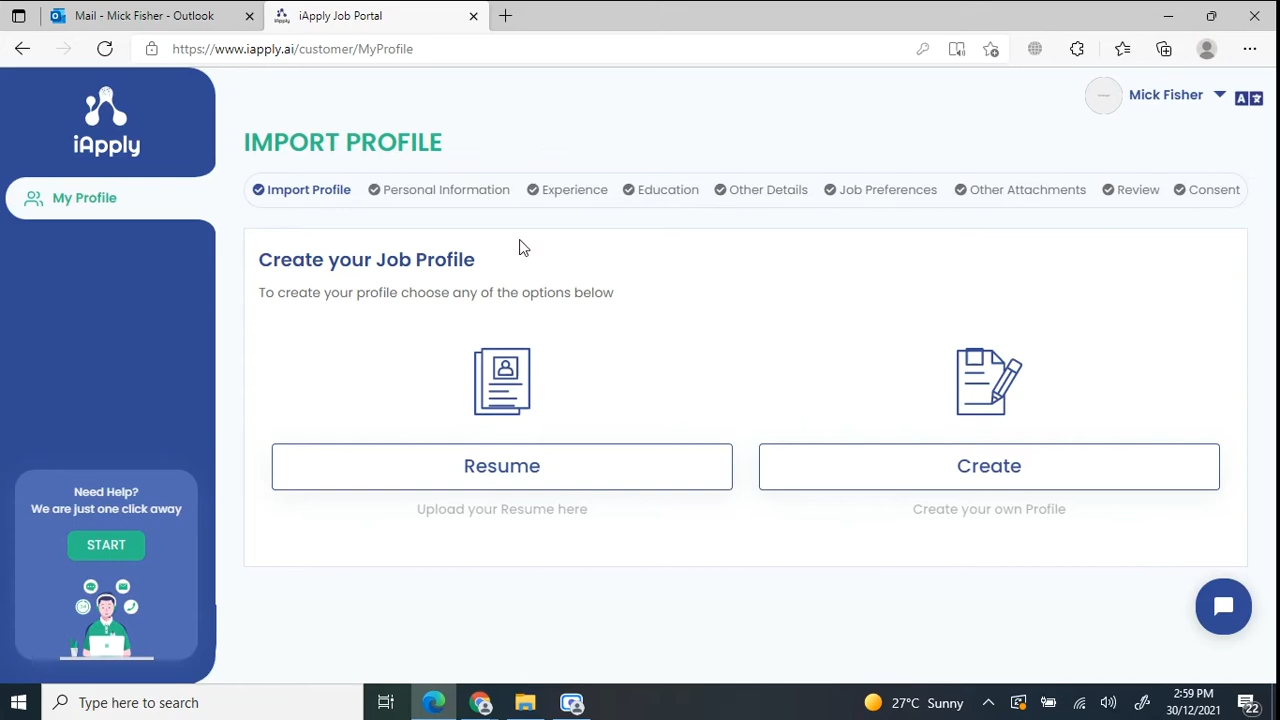 Mail - Mick Fisher - Outlook
iApply Job Portal
https://www.iapply.ai/customer/MyProfile
iApply
Mick Fisher
My Profile
IMPORT PROFILE
Import Profile Personal Information Experience Education Other Details Job Preferences Other Attachments Review Consent
Create your Job Profile
To create your profile choose any of the options below
Resume
Create
Upload your Resume here
Create your own Profile
Need Help?
We are just one click away
START
Type here to search
27°C Sunny
2:59 PM
30/12/2021
22